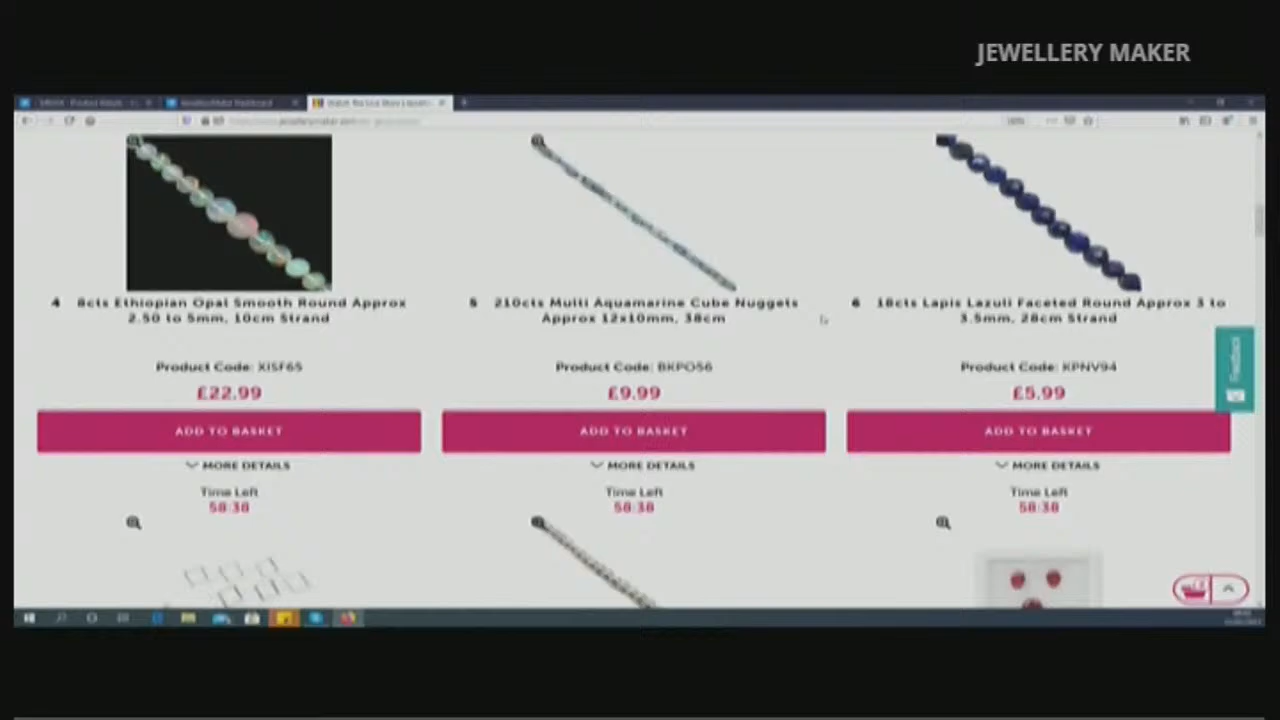 JEWELLERY MAKER
4 8cts Ethiopian Opal Smooth Round Approx
2.50 to 5mm, 10cm Strand
5 210cts Multi Aquamarine Cube Nuggets
Approx 12x10mm, 38cm
6 18cts Lapis Lazuli Faceted Round Approx 3 to
3.5mm, 28cm Strand
Product Code: XISF65
Product Code: BKPO56
Product Code: KPNV94
£22.99
£9.99
£5.99
ADD TO BASKET
ADD TO BASKET
ADD TO BASKET
MORE DETAILS
MORE DETAILS
MORE DETAILS
Time Left
Time Left
Time Left
58:38
58:38
58:38
Feedback